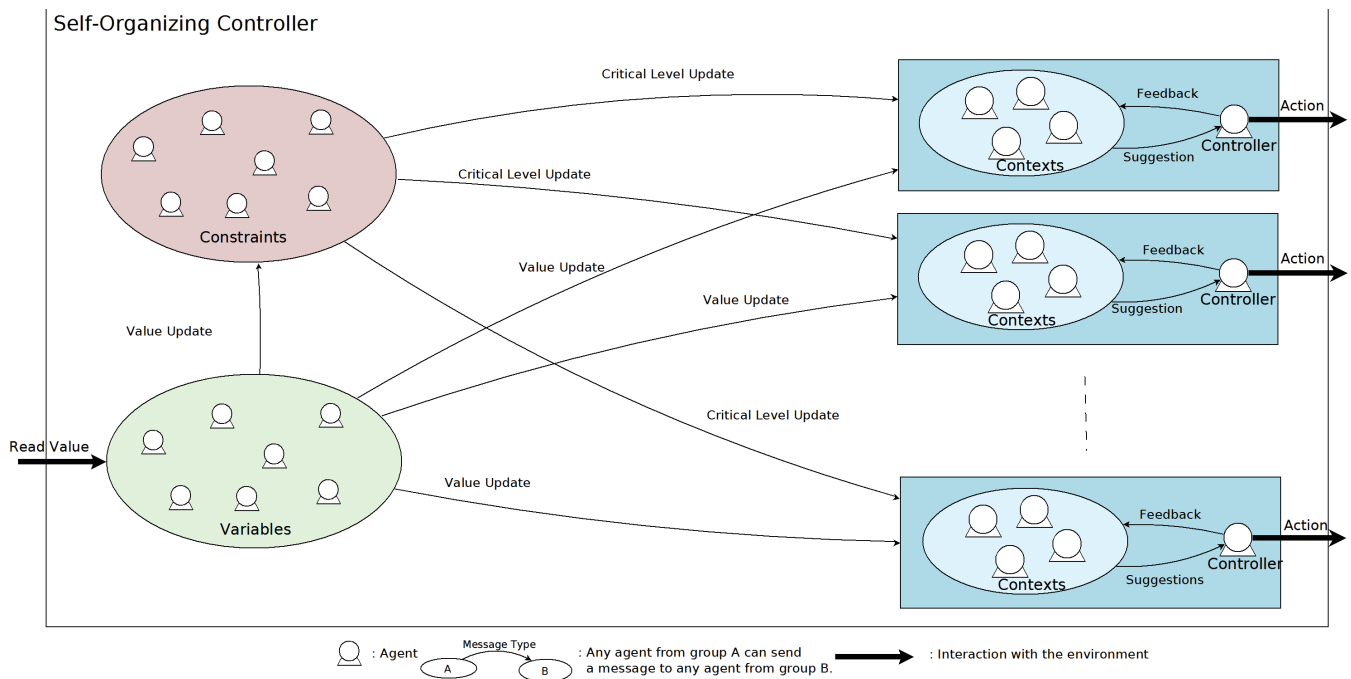 Self-Organizing Controller
Critical Level Update
Feedback
Action
Controller
Suggestion
Contexts
Critical Level Update
Constraints
Value Update
Feedback
Action
Value Update
Controller
Suggestion
Contexts
Value Update
Critical Level Update
Read Value
Value Update
Variables
Feedback
Action
Controller
Suggestions
Contexts
: Agent
Message Type
A
B
: Any agent from group A can send
a message to any agent from group B.
: Interaction with the environment